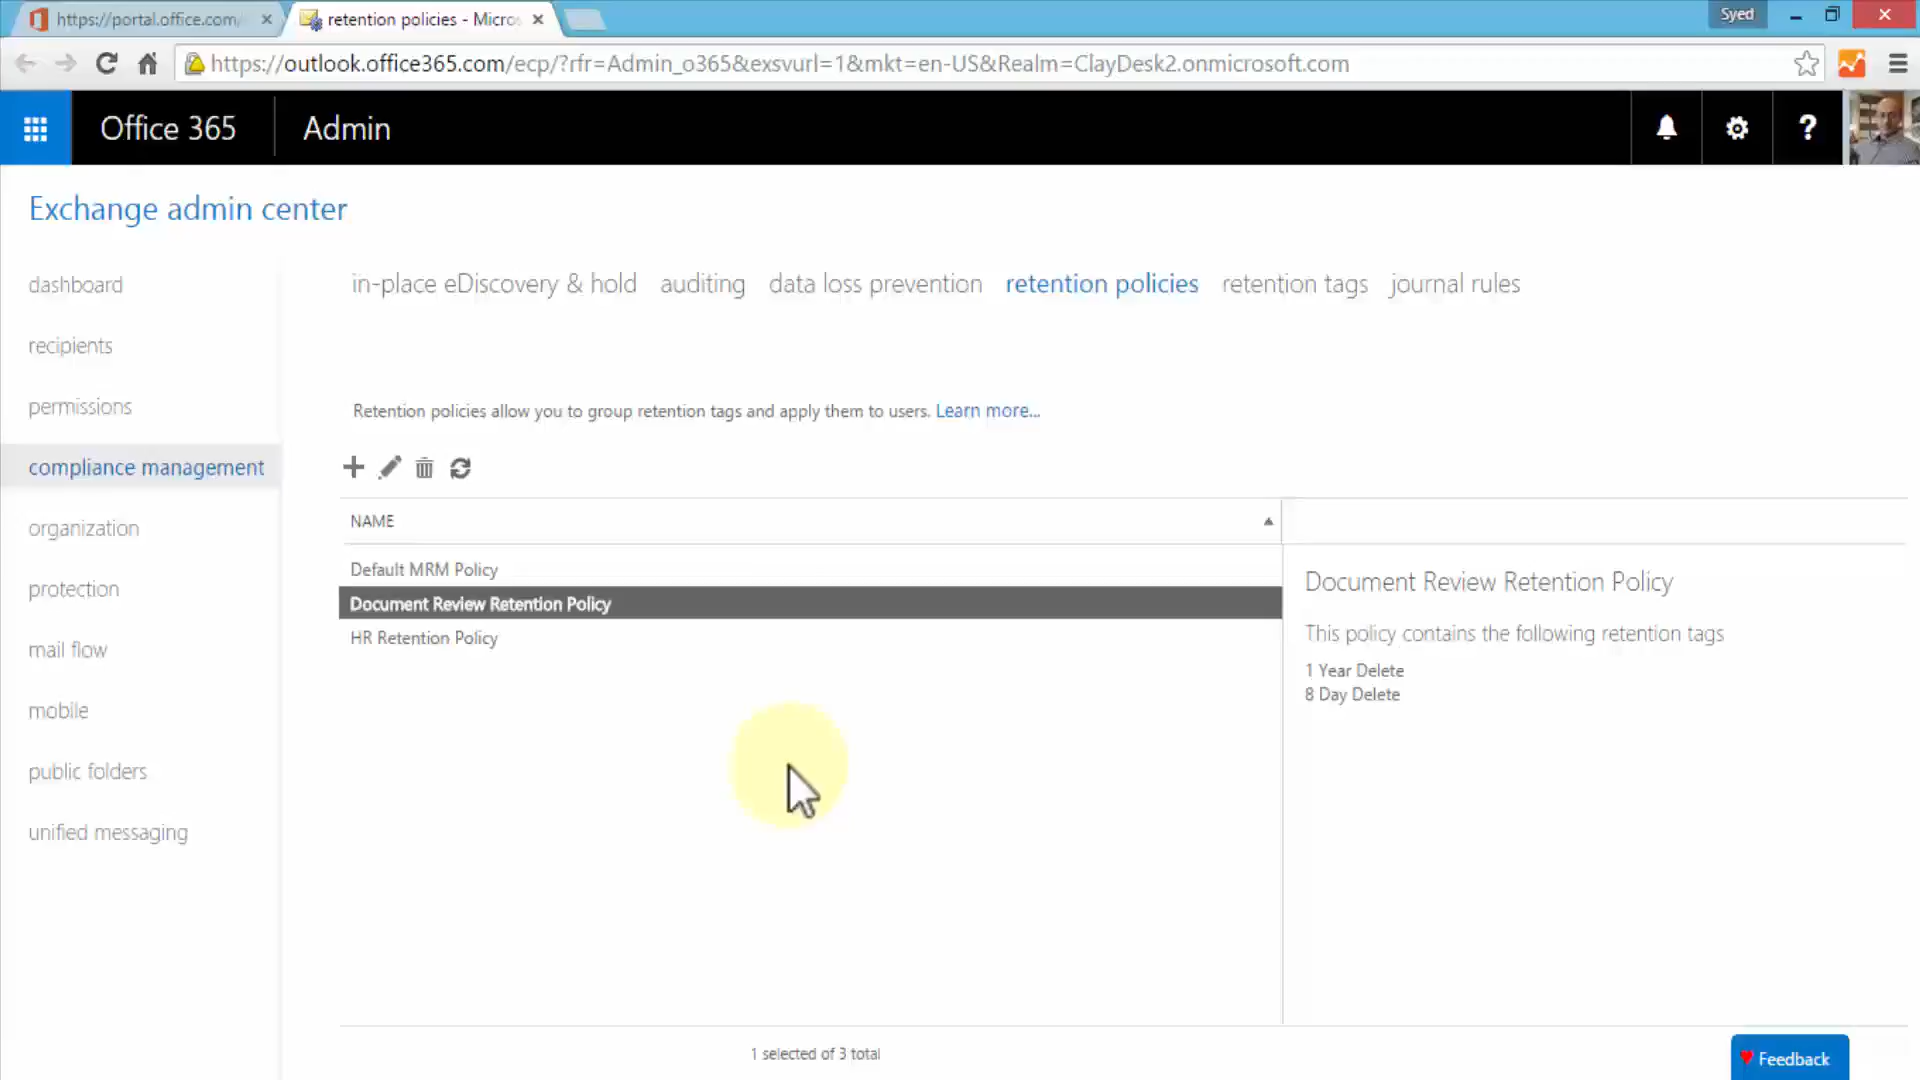 https://portal.office.com/
retention policies - Micros
Syed
https://outlook.office365.com/ecp/?rfr=Admin_o365&exsvurl=1&mkt=en-US&Realm=ClayDesk2.onmicrosoft.com
Office 365
Admin
?
Exchange admin center
dashboard
recipients
permissions
compliance management
organization
protection
mail flow
mobile
public folders
unified messaging
in-place eDiscovery & hold
auditing
data loss prevention
retention policies
retention tags
journal rules
Retention policies allow you to group retention tags and apply them to users. Learn more...
NAME
Default MRM Policy
Document Review Retention Policy
HR Retention Policy
Document Review Retention Policy
This policy contains the following retention tags
1 Year Delete
8 Day Delete
1 selected of 3 total
Feedback